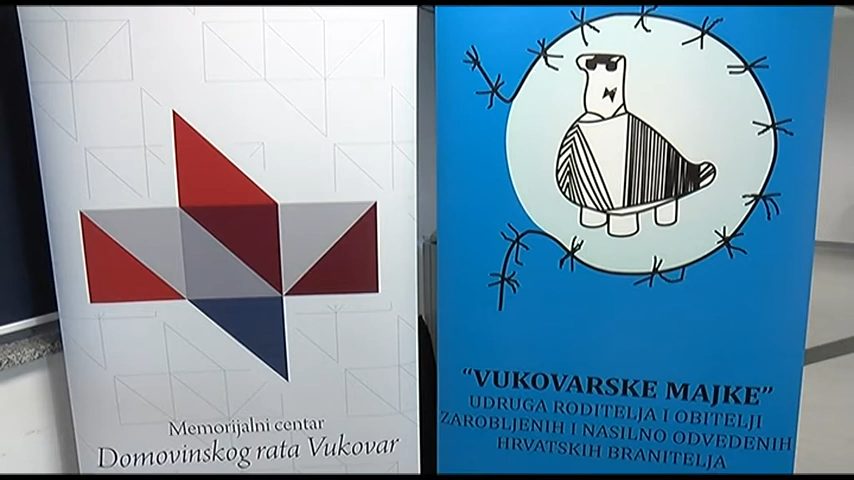 Memorijalni centar
Domovinskog rata Vukovar
“VUKOVARSKE MAJKE”
UDRUGA RODITELJA I OBITELJI
ZAROBLJENIH I NASILNO ODVEDENIH
HRVATSKIH BRANITELJA